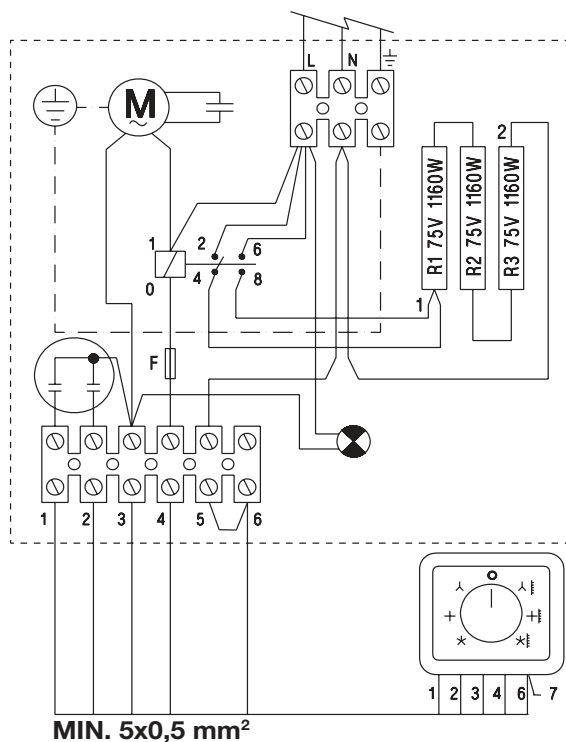 L N
M
~
R1 75V 1160W
R2 75V 1160W
R3 75V 1160W
2
1
1
0
2 6
4 8
F
1 2 3 4 5 6
1 2 3 4 6 7
MIN. 5x0,5 mm²